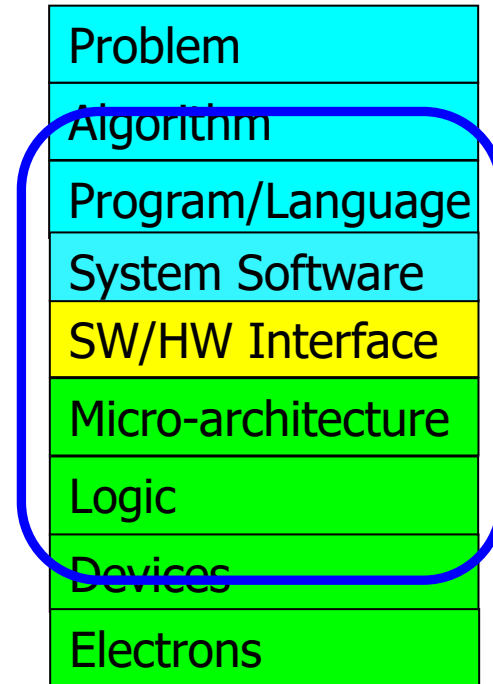 Problem
Algorithm
Program/Language
System Software
SW/HW Interface
Micro-architecture
Logic
Devices
Electrons